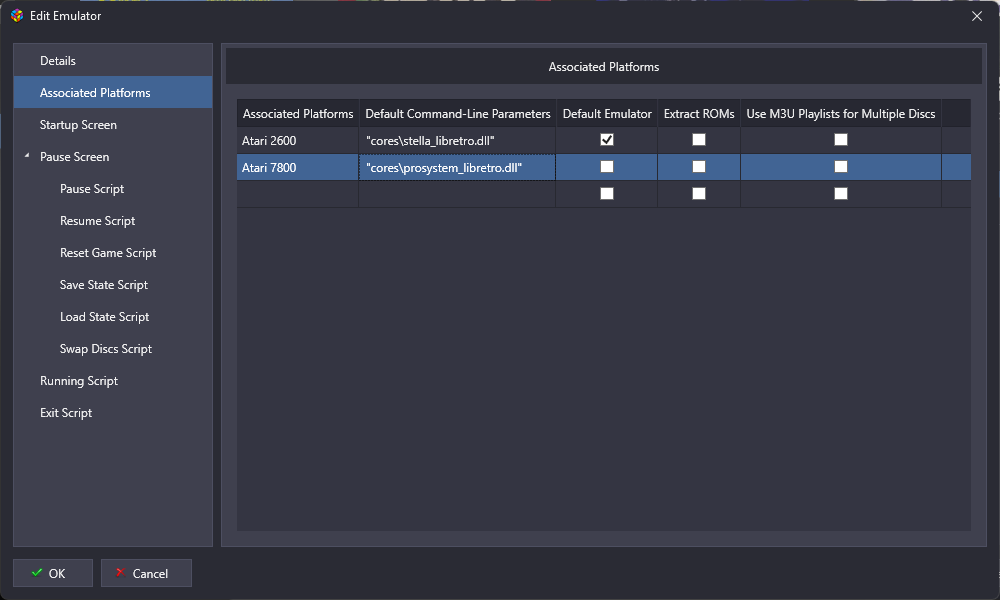 Edit Emulator
Details
Associated Platforms
Startup Screen
Pause Screen
Pause Script
Resume Script
Reset Game Script
Save State Script
Load State Script
Swap Discs Script
Running Script
Exit Script
Associated Platforms
Associated Platforms Default Command-Line Parameters Default Emulator Extract ROMs Use M3U Playlists for Multiple Discs
Atari 2600 "cores\stella_libretro.dll"
Atari 7800 "cores\prosystem_libretro.dll"
OK Cancel